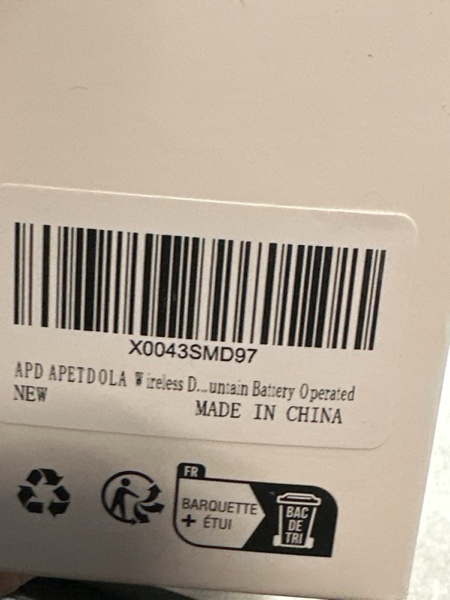 X0043SMD97
APD APETDOLA Wireless D...untain Battery Operated
NEW
MADE IN CHINA
FR
BARQUETTE
+ ÉTUI
BAC
DE
TRI